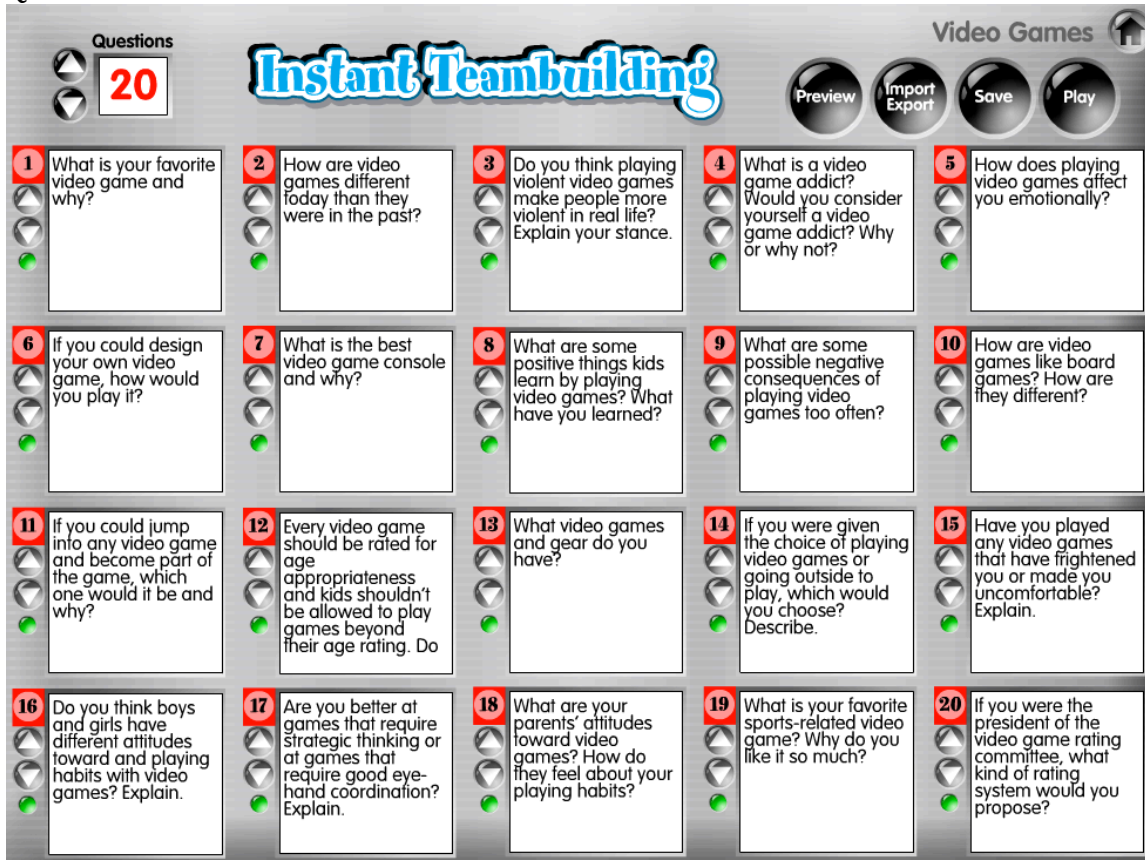 Questions
20
Instant Teambuilding
Video Games
Preview
Import
Export
Save
Play
1
What is your favorite
video game and
why?
2
How are video
games different
today than they
were in the past?
3
Do you think playing
violent video games
make people more
violent in real life?
Explain your stance.
4
What is a video
game addict?
Would you consider
yourself a video
game addict? Why
or why not?
5
How does playing
video games affect
you emotionally?
6
If you could design
your own video
game, how would
you play it?
7
What is the best
video game console
and why?
8
What are some
positive things kids
learn by playing
video games? What
have you learned?
9
What are some
possible negative
consequences of
playing video
games too often?
10
How are video
games like board
games? How are
they different?
11
If you could jump
into any video game
and become part of
the game, which
one would it be and
why?
12
Every video game
should be rated for
age
appropriateness
and kids shouldn't
be allowed to play
games beyond
their age rating. Do
13
What video games
and gear do you
have?
14
If you were given
the choice of playing
video games or
going outside to
play, which would
you choose?
Describe.
15
Have you played
any video games
that have frightened
you or made you
uncomfortable?
Explain.
16
Do you think boys
and girls have
different attitudes
toward and playing
habits with video
games? Explain.
17
Are you better at
games that require
strategic thinking or
at games that
require good eye-
hand coordination?
Explain.
18
What are your
parents' attitudes
toward video
games? How do
they feel about your
playing habits?
19
What is your favorite
sports-related video
game? Why do you
like it so much?
20
If you were the
president of the
video game rating
committee, what
kind of rating
system would you
propose?